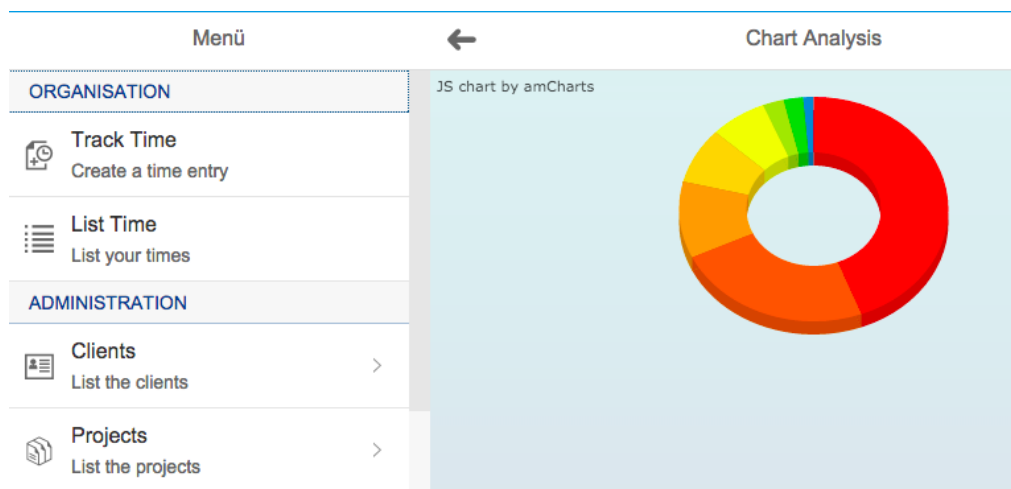 Menü
Chart Analysis
ORGANISATION
Track Time
Create a time entry
List Time
List your times
ADMINISTRATION
Clients
List the clients
Projects
List the projects
JS chart by amCharts